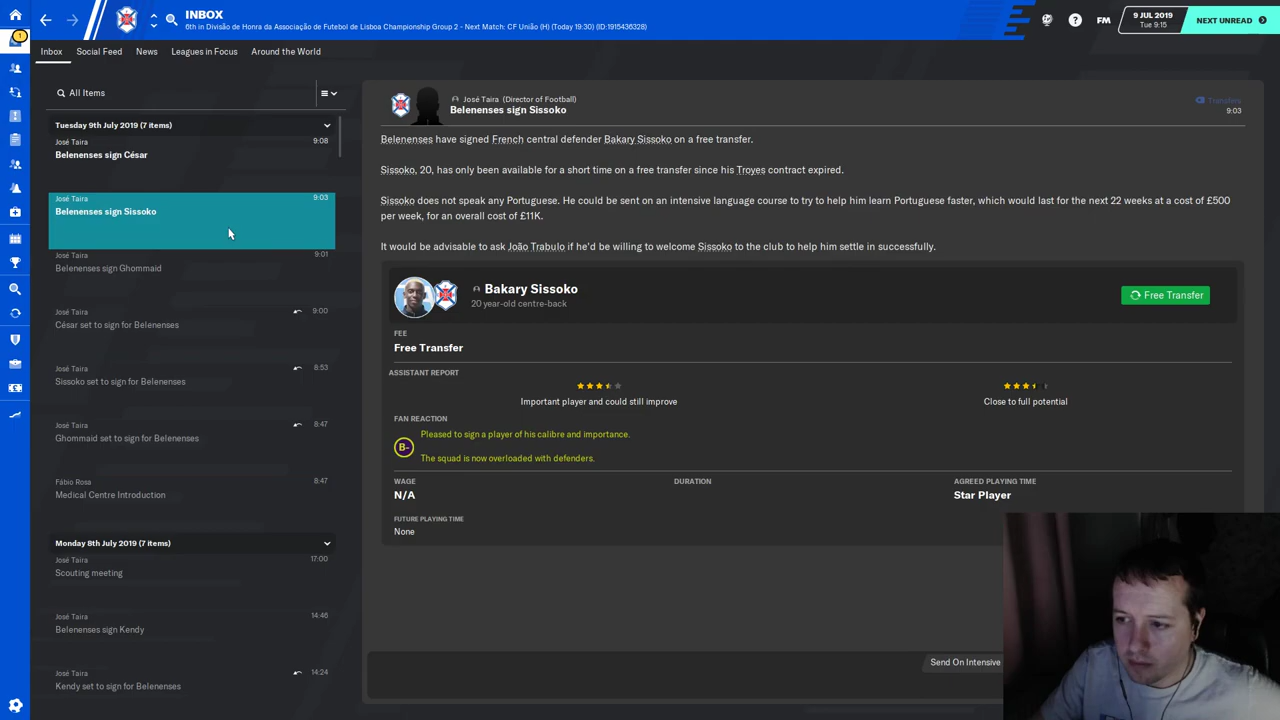 INBOX
6th in Divisão de Honra da Associação de Futebol de Lisboa Championship Group 2 - Next Match: CF União (H) (Today 19:30) (ID:1915436328)
FM
9 JUL 2019
Tue 9:15
NEXT UNREAD
1
Inbox
Social Feed
News
Leagues in Focus
Around the World
All Items
Tuesday 9th July 2019 (7 items)
José Taira
9:08
Belenenses sign César
José Taira
9:03
Belenenses sign Sissoko
José Taira
9:01
Belenenses sign Ghommaid
José Taira
9:00
César set to sign for Belenenses
José Taira
8:53
Sissoko set to sign for Belenenses
José Taira
8:47
Ghommaid set to sign for Belenenses
Fábio Rosa
8:47
Medical Centre Introduction
Monday 8th July 2019 (7 items)
José Taira
17:00
Scouting meeting
José Taira
14:46
Belenenses sign Kendy
José Taira
14:24
Kendy set to sign for Belenenses
José Taira (Director of Football)
Belenenses sign Sissoko
Transfers
9:03
Belenenses have signed French central defender Bakary Sissoko on a free transfer.
Sissoko, 20, has only been available for a short time on a free transfer since his Troyes contract expired.
Sissoko does not speak any Portuguese. He could be sent on an intensive language course to try to help him learn Portuguese faster, which would last for the next 22 weeks at a cost of £500
per week, for an overall cost of £11K.
It would be advisable to ask João Trabulo if he'd be willing to welcome Sissoko to the club to help him settle in successfully.
Bakary Sissoko
20 year-old centre-back
Free Transfer
FEE
Free Transfer
ASSISTANT REPORT
Important player and could still improve
Close to full potential
FAN REACTION
B-
Pleased to sign a player of his calibre and importance.
The squad is now overloaded with defenders.
WAGE
N/A
DURATION
AGREED PLAYING TIME
Star Player
FUTURE PLAYING TIME
None
Send On Intensive